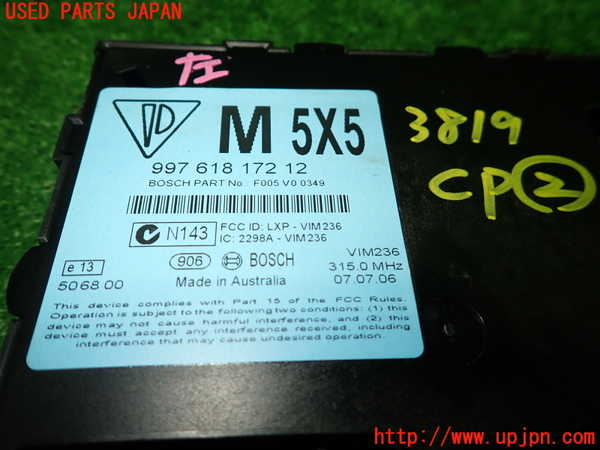 USED PARTS JAPAN
左
M 5X5
3819
CP②
997 618 172 12
BOSCH PART No.: F005 V0 0349
N143
FCC ID: LXP - VIM236
IC: 2298A - VIM236
VIM236
e 13
906
BOSCH
315.0 MHz
506800
Made in Australia
07.07.06
This device complies with Part 15 of the FCC Rules.
Operation is subject to the following two conditions: (1) this
device may not cause harmful interference, and (2) this
device must accept any interference received, including
interference that may cause undesired operation.
http://www.upjpn.com/